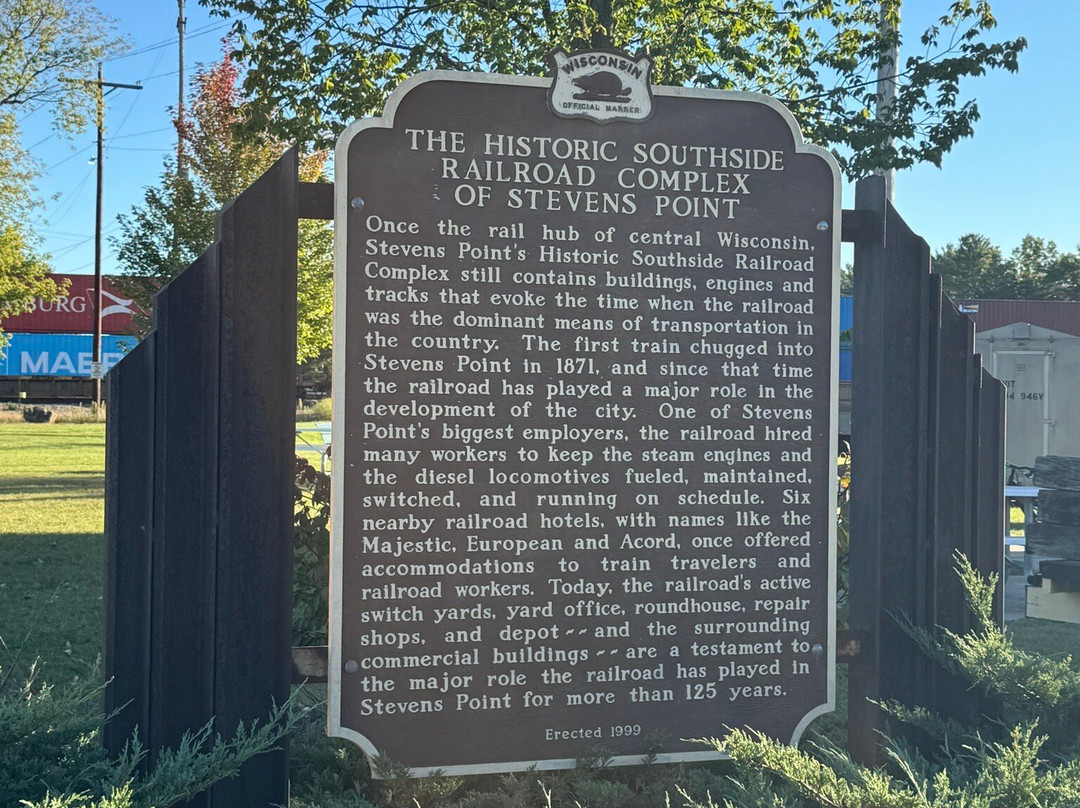 WISCONSIN
OFFICIAL MARKER
THE HISTORIC SOUTHSIDE
RAILROAD COMPLEX
OF STEVENS POINT
Once the rail hub of central Wisconsin,
Stevens Point's Historic Southside Railroad
Complex still contains buildings, engines and
tracks that evoke the time when the railroad
was the dominant means of transportation in
the country. The first train chugged into
Stevens Point in 1871, and since that time
the railroad has played a major role in the
development of the city. One of Stevens
Point's biggest employers, the railroad hired
many workers to keep the steam engines and
the diesel locomotives fueled, maintained,
switched, and running on schedule. Six
nearby railroad hotels, with names like the
Majestic, European and Acord, once offered
accommodations to train travelers and
railroad workers. Today, the railroad's active
switch yards, yard office, roundhouse, repair
shops, and depot -- and the surrounding
commercial buildings -- are a testament to
the major role the railroad has played in
Stevens Point for more than 125 years.
Erected 1999
BURG
MAE
946Y